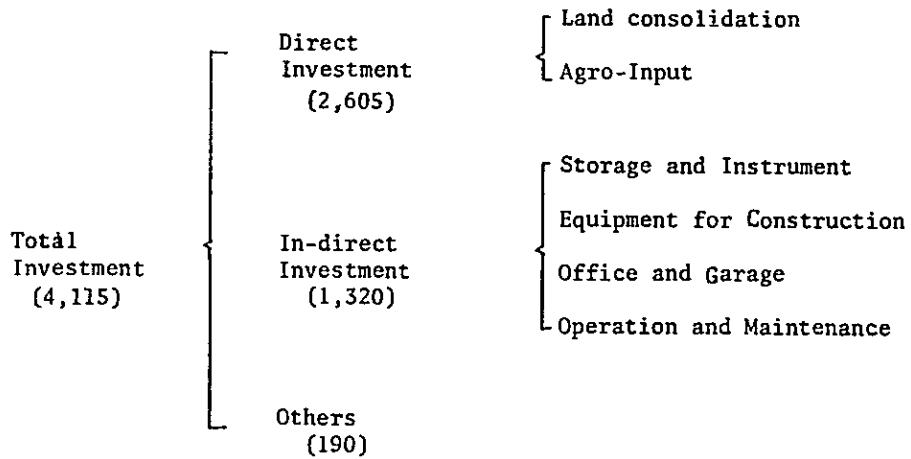 Total
Investment
(4,115)
Direct
Investment
(2,605)
Land consolidation
Agro-Input
In-direct
Investment
(1,320)
Storage and Instrument
Equipment for Construction
Office and Garage
Operation and Maintenance
Others
(190)